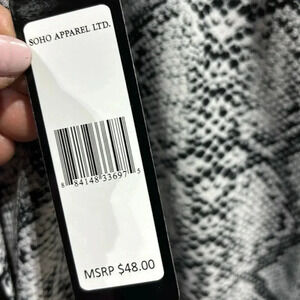 SOHO APPAREL LTD.
8 84148 33697 5
MSRP $48.00